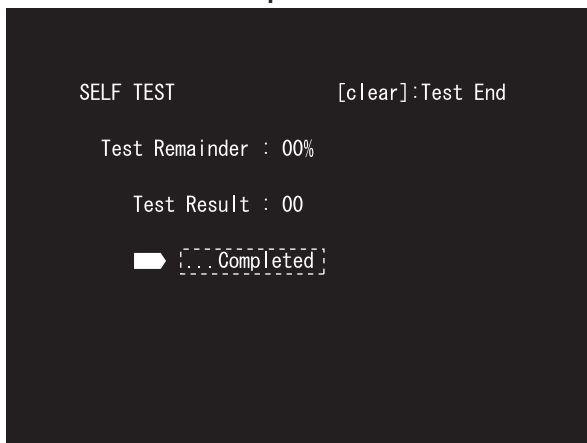 SELF TEST [clear]:Test End
Test Remainder : 00%
Test Result : 00
...Completed